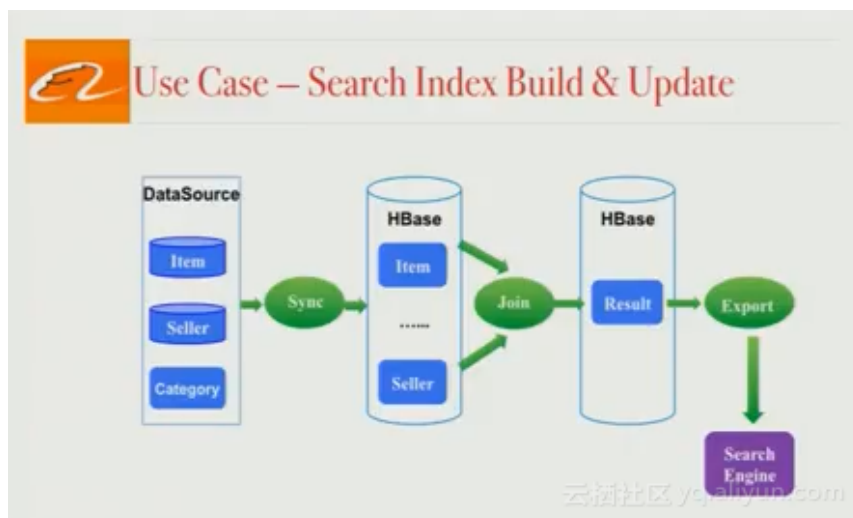 Use Case – Search Index Build & Update
DataSource
Item
Seller
Category
Sync
HBase
Item
......
Seller
Join
HBase
Result
Export
Search
Engine
云栖社区 yq.aliyun.com